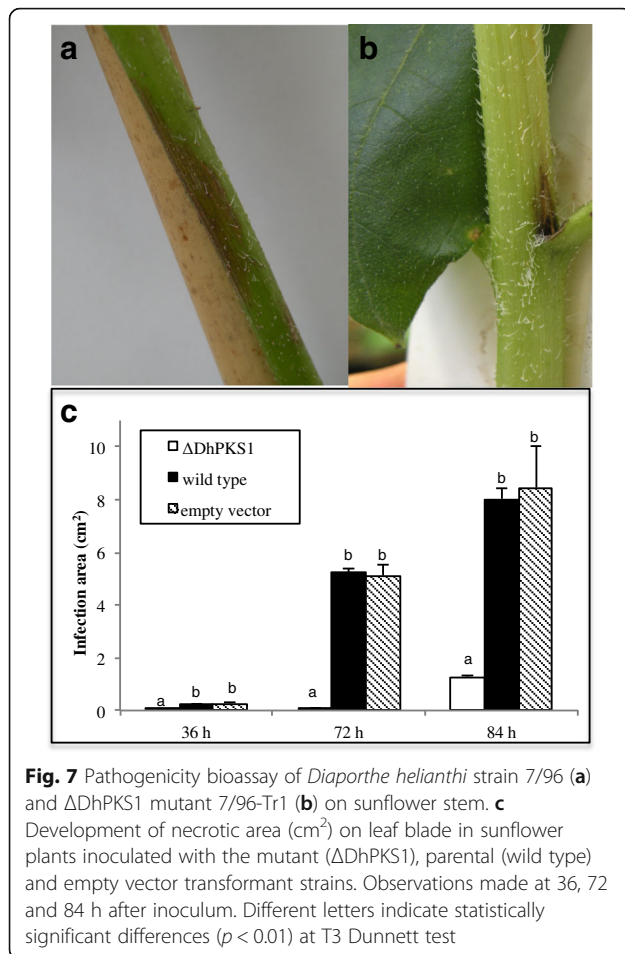 a
b
c
10
8
6
4
2
0
Infection area (cm²)
ΔDhPKS1
wild type
empty vector
a b b
a b b
a b b
36 h 72 h 84 h
Fig. 7 Pathogenicity bioassay of Diaporthe helianthi strain 7/96 (a)
and ΔDhPKS1 mutant 7/96-Tr1 (b) on sunflower stem. c
Development of necrotic area (cm²) on leaf blade in sunflower
plants inoculated with the mutant (ΔDhPKS1), parental (wild type)
and empty vector transformant strains. Observations made at 36, 72
and 84 h after inoculum. Different letters indicate statistically
significant differences (p < 0.01) at T3 Dunnett test